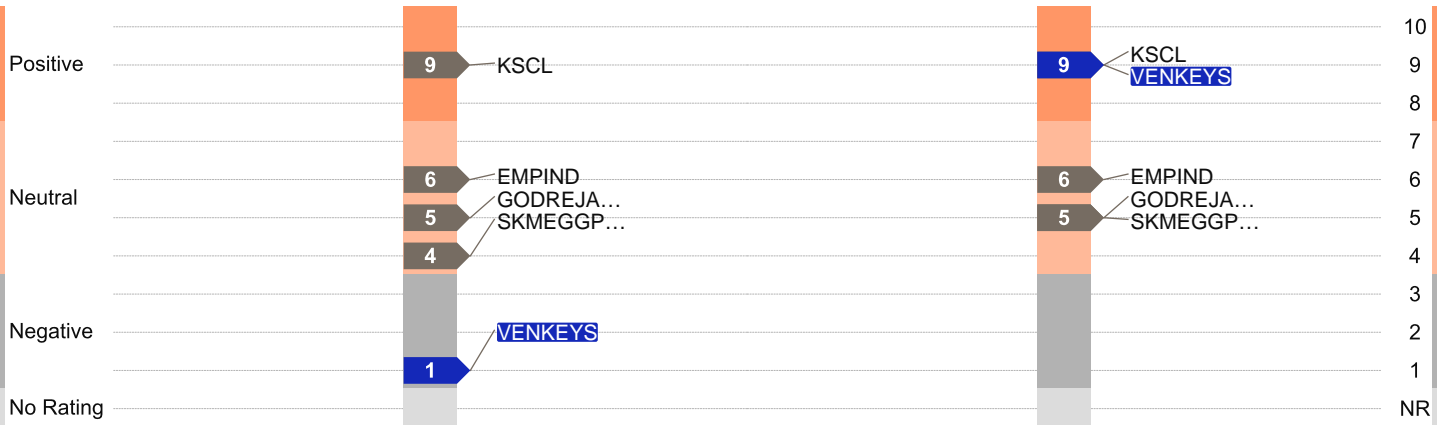 10
Positive 9 KSCL 9 KSCL 9
VENKEYS
8
7
6 EMPIND 6 EMPIND 6
Neutral
GODREJA… GODREJA…
5 SKMEGGP… 5 SKMEGGP… 5
4 4
3
Negative VENKEYS 2
1 1
No Rating NR